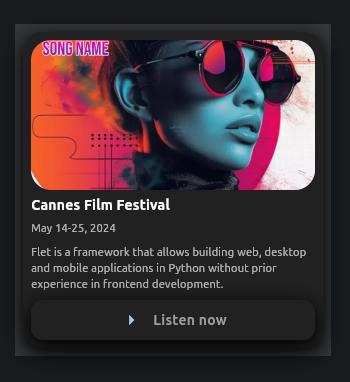 SONG NAME
Cannes Film Festival
May 14-25, 2024
Flet is a framework that allows building web, desktop
and mobile applications in Python without prior
experience in frontend development.
Listen now